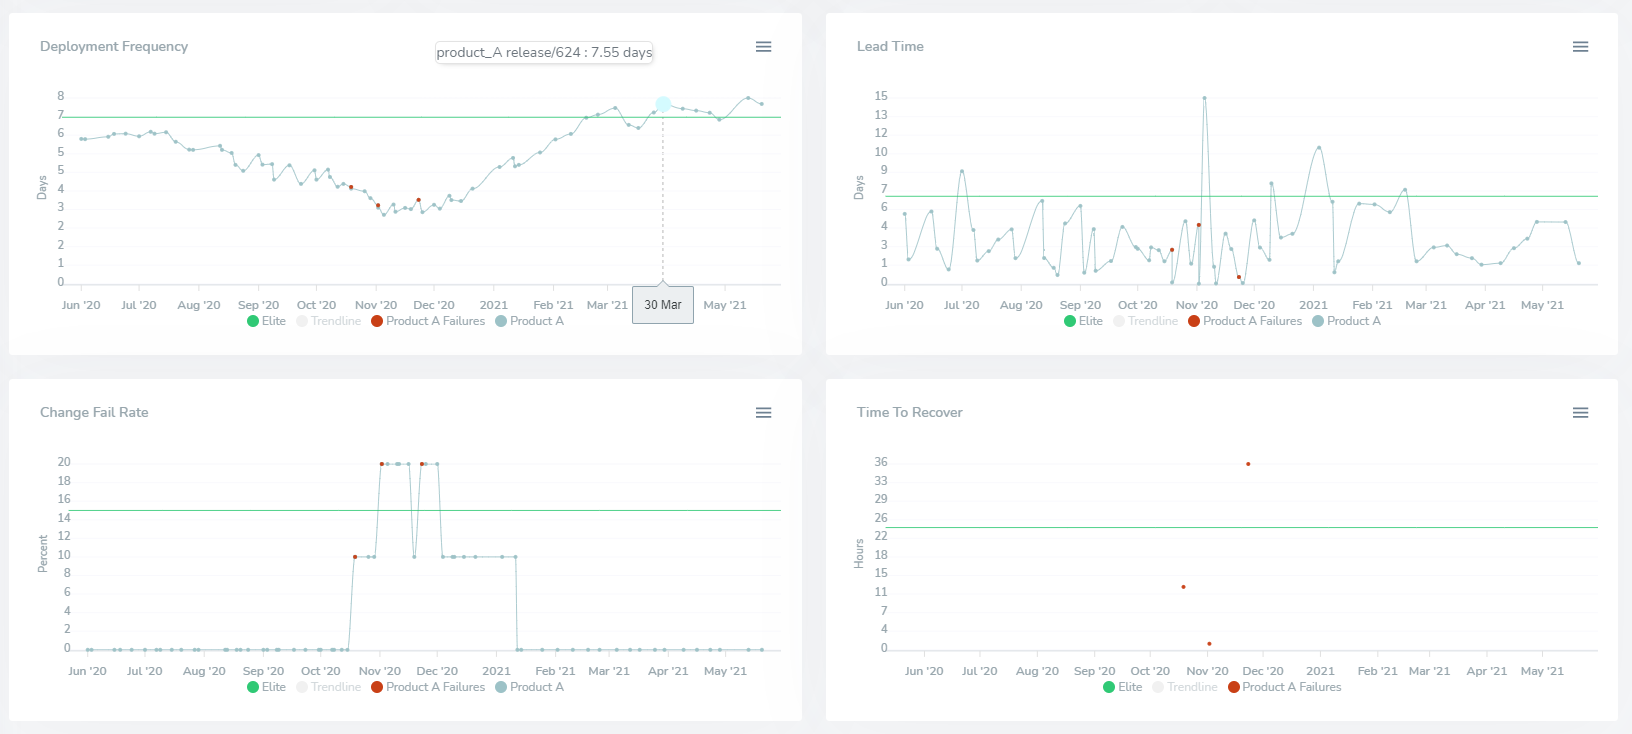 Deployment Frequency
product_A release/624 : 7.55 days
8
7
6
5
5
4
3
2
2
1
0
Days
Jun '20 Jul '20 Aug '20 Sep '20 Oct '20 Nov '20 Dec '20 2021 Feb '21 Mar '21 30 Mar May '21
Elite Trendline Product A Failures Product A
Lead Time
15
13
12
10
9
7
6
4
3
1
0
Days
Jun '20 Jul '20 Aug '20 Sep '20 Oct '20 Nov '20 Dec '20 2021 Feb '21 Mar '21 Apr '21 May '21
Elite Trendline Product A Failures Product A
Change Fail Rate
20
18
16
14
12
10
8
6
4
2
0
Percent
Jun '20 Jul '20 Aug '20 Sep '20 Oct '20 Nov '20 Dec '20 2021 Feb '21 Mar '21 Apr '21 May '21
Elite Trendline Product A Failures Product A
Time To Recover
36
33
29
26
22
18
15
11
7
4
0
Hours
Jun '20 Jul '20 Aug '20 Sep '20 Oct '20 Nov '20 Dec '20 2021 Feb '21 Mar '21 Apr '21 May '21
Elite Trendline Product A Failures